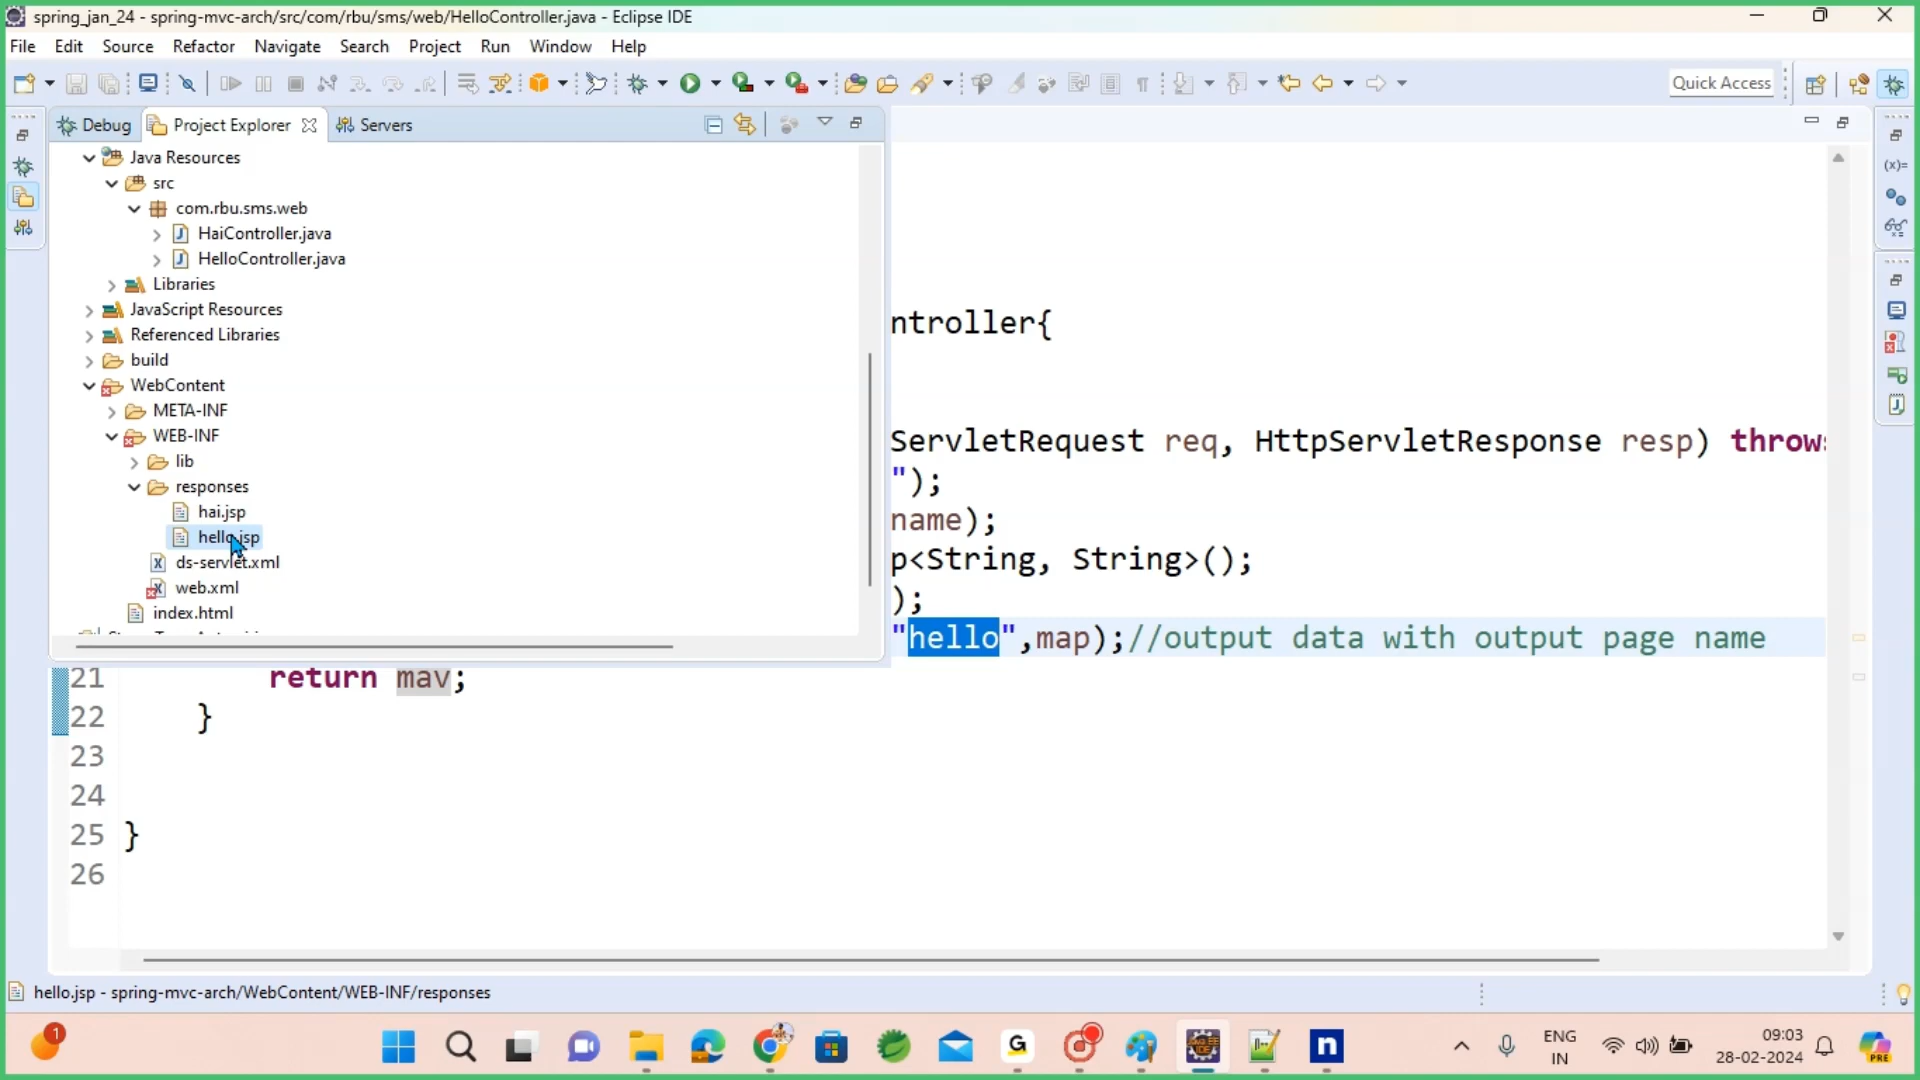 spring_jan_24 - spring-mvc-arch/src/com/rbu/sms/web/HelloController.java - Eclipse IDE
File Edit Source Refactor Navigate Search Project Run Window Help
Quick Access
Debug Project Explorer Servers
Java Resources
src
com.rbu.sms.web
HaiController.java
HelloController.java
Libraries
JavaScript Resources
Referenced Libraries
build
WebContent
META-INF
WEB-INF
lib
responses
hai.jsp
hello.jsp
ds-servlet.xml
web.xml
index.html
ntroller{
ServletRequest req, HttpServletResponse resp) throws
");
name);
p<String, String>();
);
"hello",map);//output data with output page name
21 return mav;
22 }
23
24
25 }
26
hello.jsp - spring-mvc-arch/WebContent/WEB-INF/responses
1
ENG
IN
09:03
28-02-2024
PRE